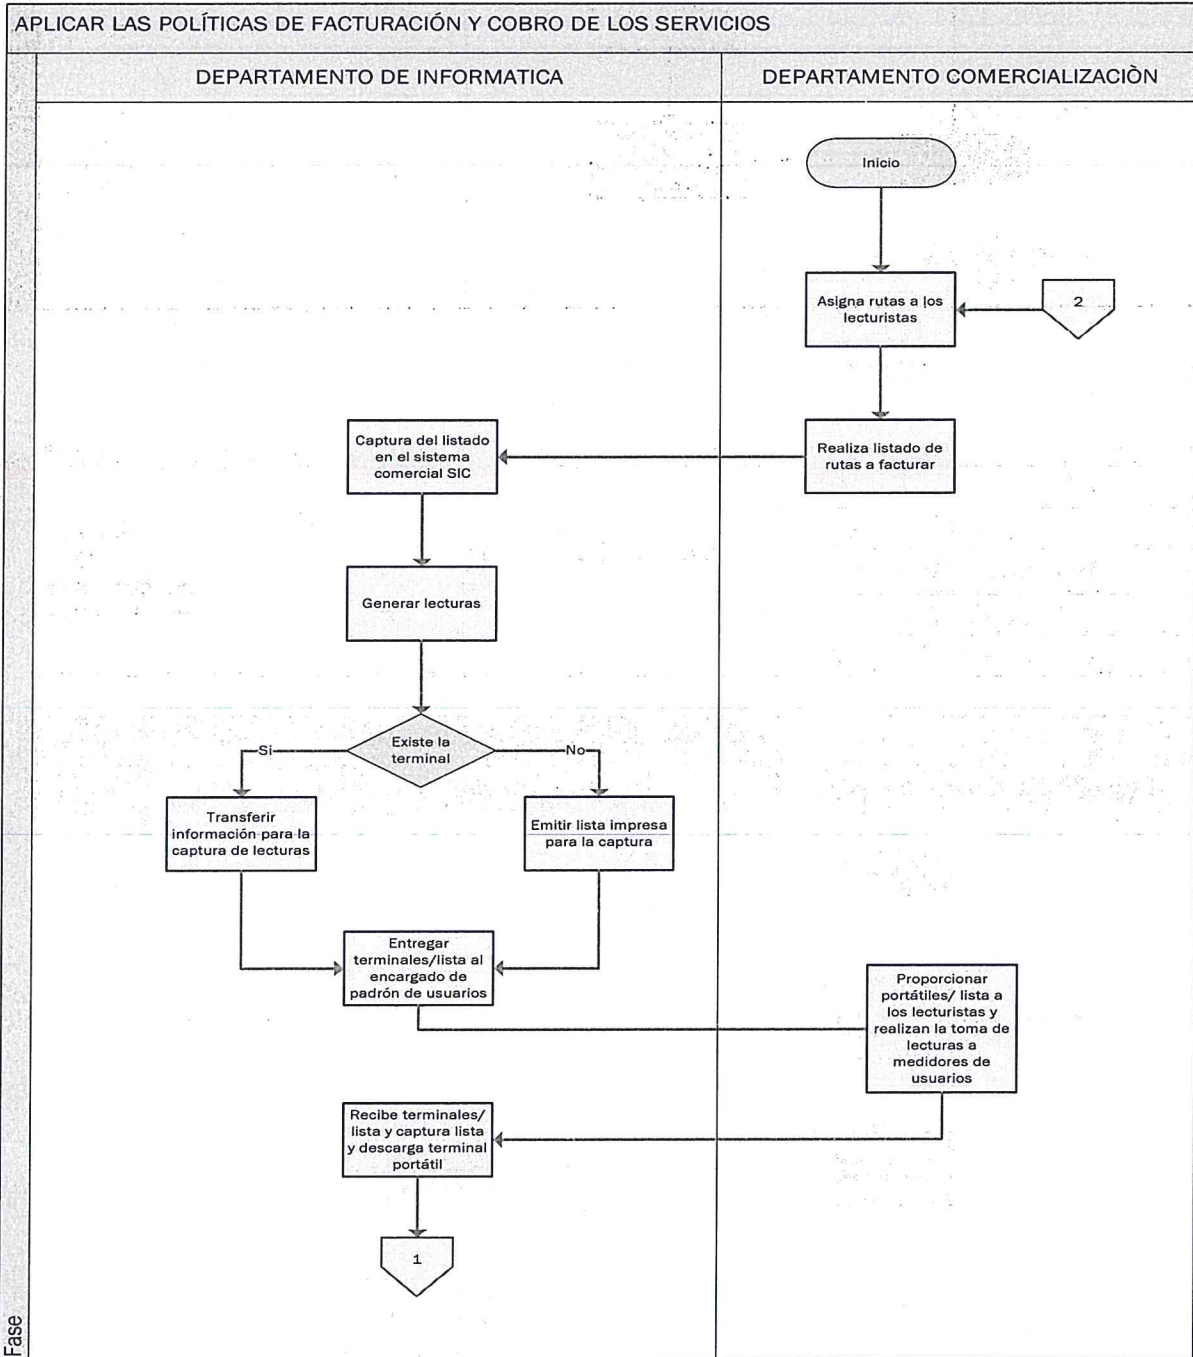 APLICAR LAS POLÍTICAS DE FACTURACIÓN Y COBRO DE LOS SERVICIOS
DEPARTAMENTO DE INFORMATICA
DEPARTAMENTO COMERCIALIZACIÒN
Inicio
Asigna rutas a los
lecturistas
2
Realiza listado de
rutas a facturar
Captura del listado
en el sistema
comercial SIC
Generar lecturas
Existe la
terminal
Si
No
Transferir
información para la
captura de lecturas
Emitir lista impresa
para la captura
Entregar
terminales/lista al
encargado de
padrón de usuarios
Proporcionar
portátiles/ lista a
los lecturistas y
realizan la toma de
lecturas a
medidores de
usuarios
Recibe terminales/
lista y captura lista
y descarga terminal
portátil
1
Fase